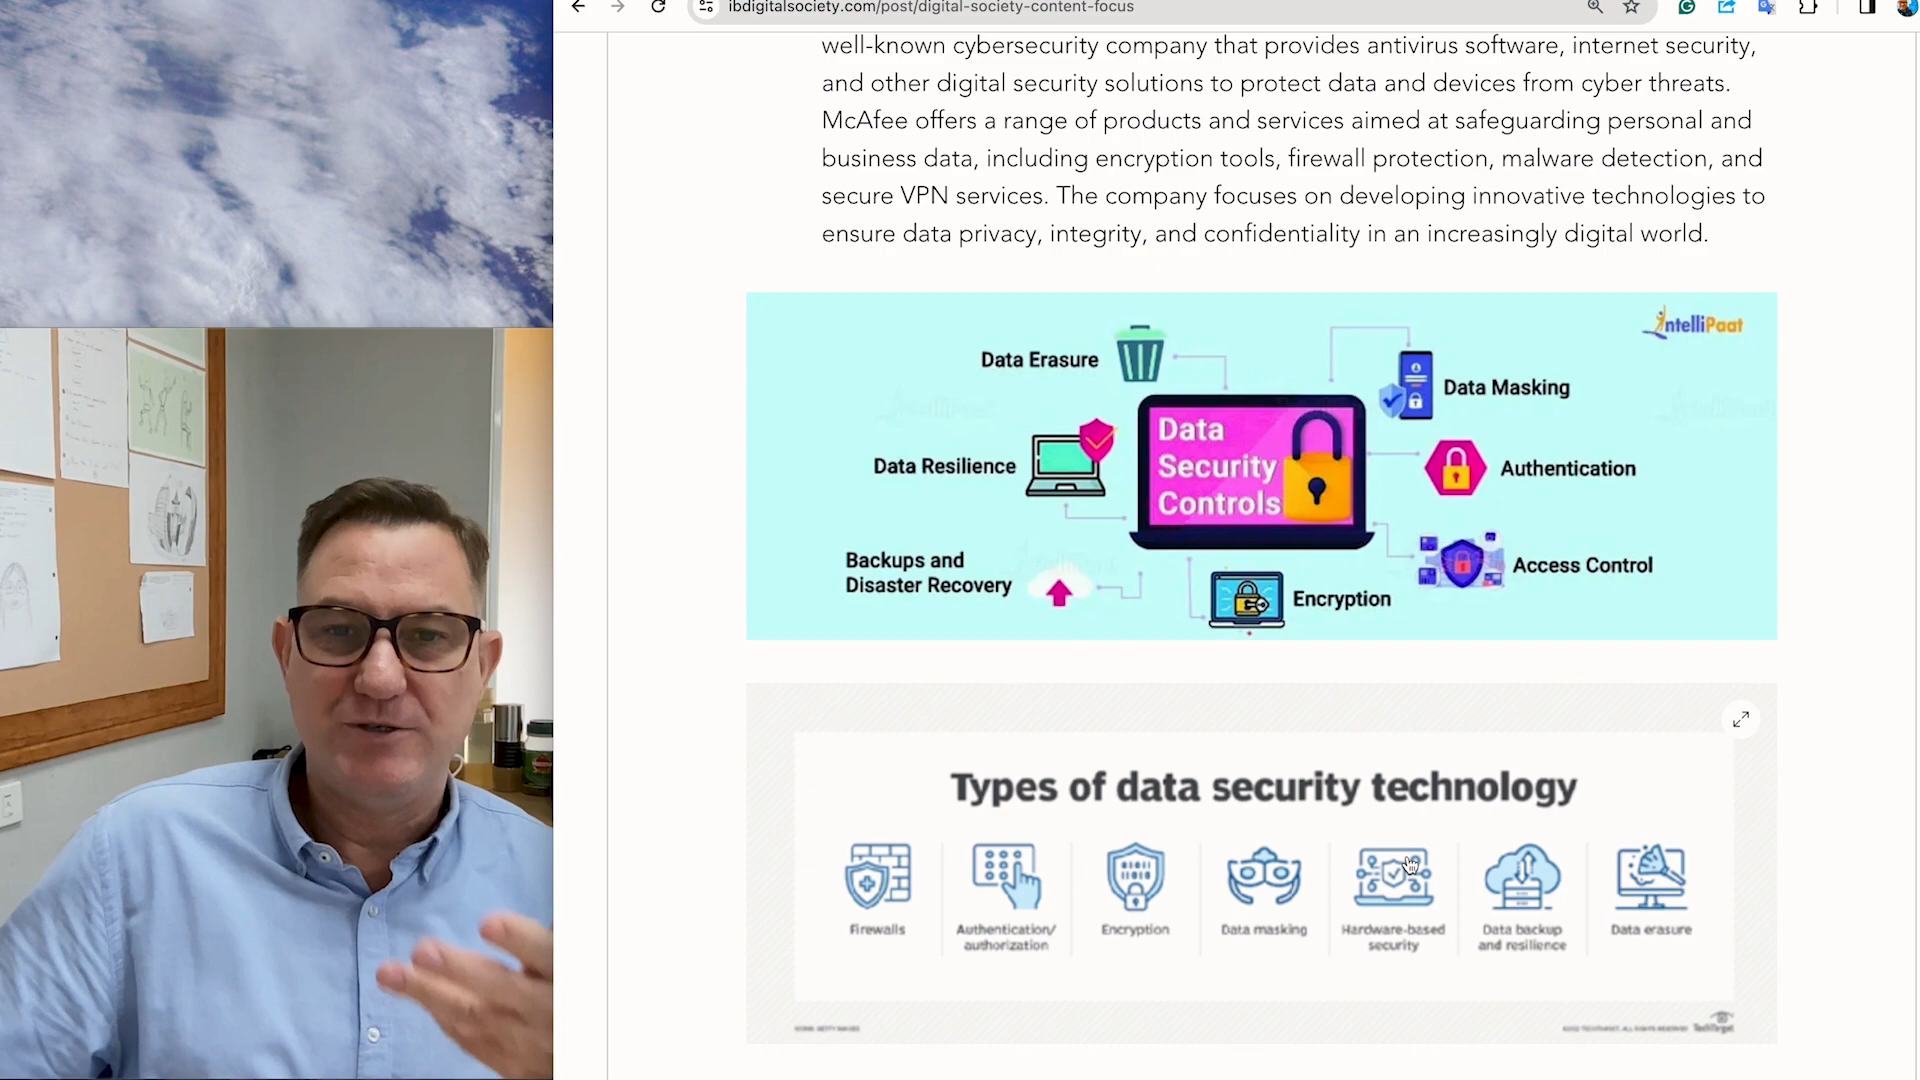 ibdigitalsociety.com/post/digital-society-content-focus
well-known cybersecurity company that provides antivirus software, internet security,
and other digital security solutions to protect data and devices from cyber threats.
McAfee offers a range of products and services aimed at safeguarding personal and
business data, including encryption tools, firewall protection, malware detection, and
secure VPN services. The company focuses on developing innovative technologies to
ensure data privacy, integrity, and confidentiality in an increasingly digital world.
IntelliPaat
Data Erasure
Data Masking
Data Resilience
Data
Security
Controls
Authentication
Backups and
Disaster Recovery
Encryption
Access Control
Types of data security technology
Firewalls
Authentication/
authorization
Encryption
Data masking
Hardware-based
security
Data backup
and resilience
Data erasure
TechTarget